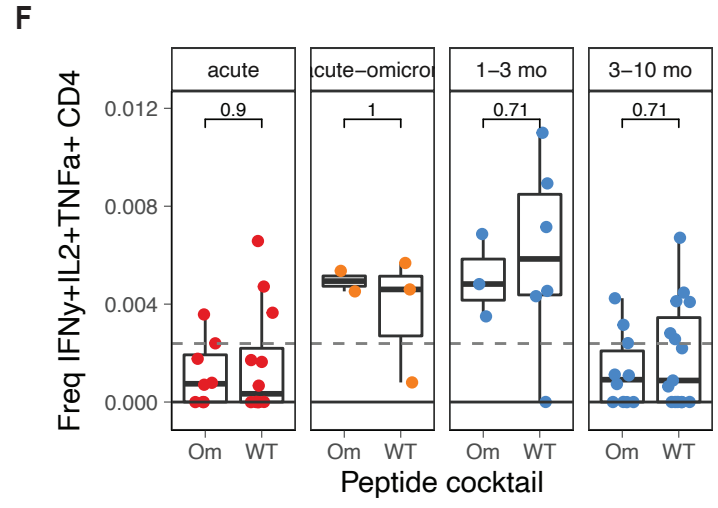 F
acute
acute-omicron
1-3 mo
3-10 mo
0.9
1
0.71
0.71
Freq IFNy+IL2+TNFa+ CD4
0.012
0.008
0.004
0.000
Om WT Om WT Om WT Om WT
Peptide cocktail